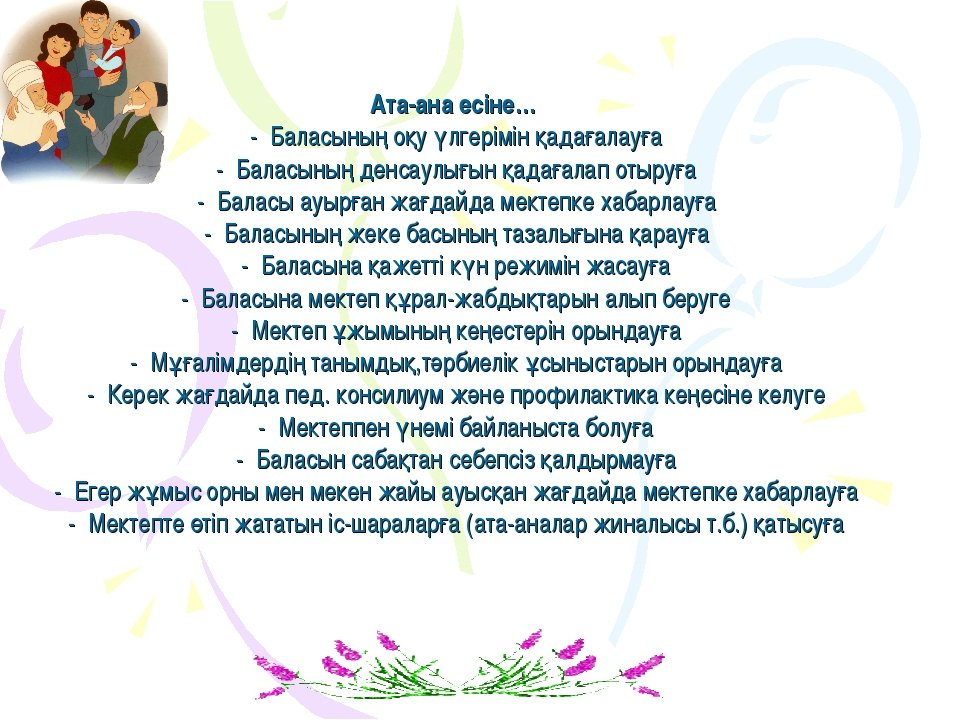 Ата-ана есіне…
- Баласының оқу үлгерімін қадағалауға
- Баласының денсаулығын қадағалап отыруға
- Баласы ауырған жағдайда мектепке хабарлауға
- Баласының жеке басының тазалығына қарауға
- Баласына қажетті күн режимін жасауға
- Баласына мектеп құрал-жабдықтарын алып беруге
- Мектеп ұжымының кеңестерін орындауға
- Мұғалімдердің танымдық,тәрбиелік ұсыныстарын орындауға
- Керек жағдайда пед. консилиум және профилактика кеңесіне келуге
- Мектеппен үнемі байланыста болуға
- Баласын сабақтан себепсіз қалдырмауға
- Егер жұмыс орны мен мекен жайы ауысқан жағдайда мектепке хабарлауға
- Мектепте өтіп жататын іс-шараларға (ата-аналар жиналысы т.б.) қатысуға